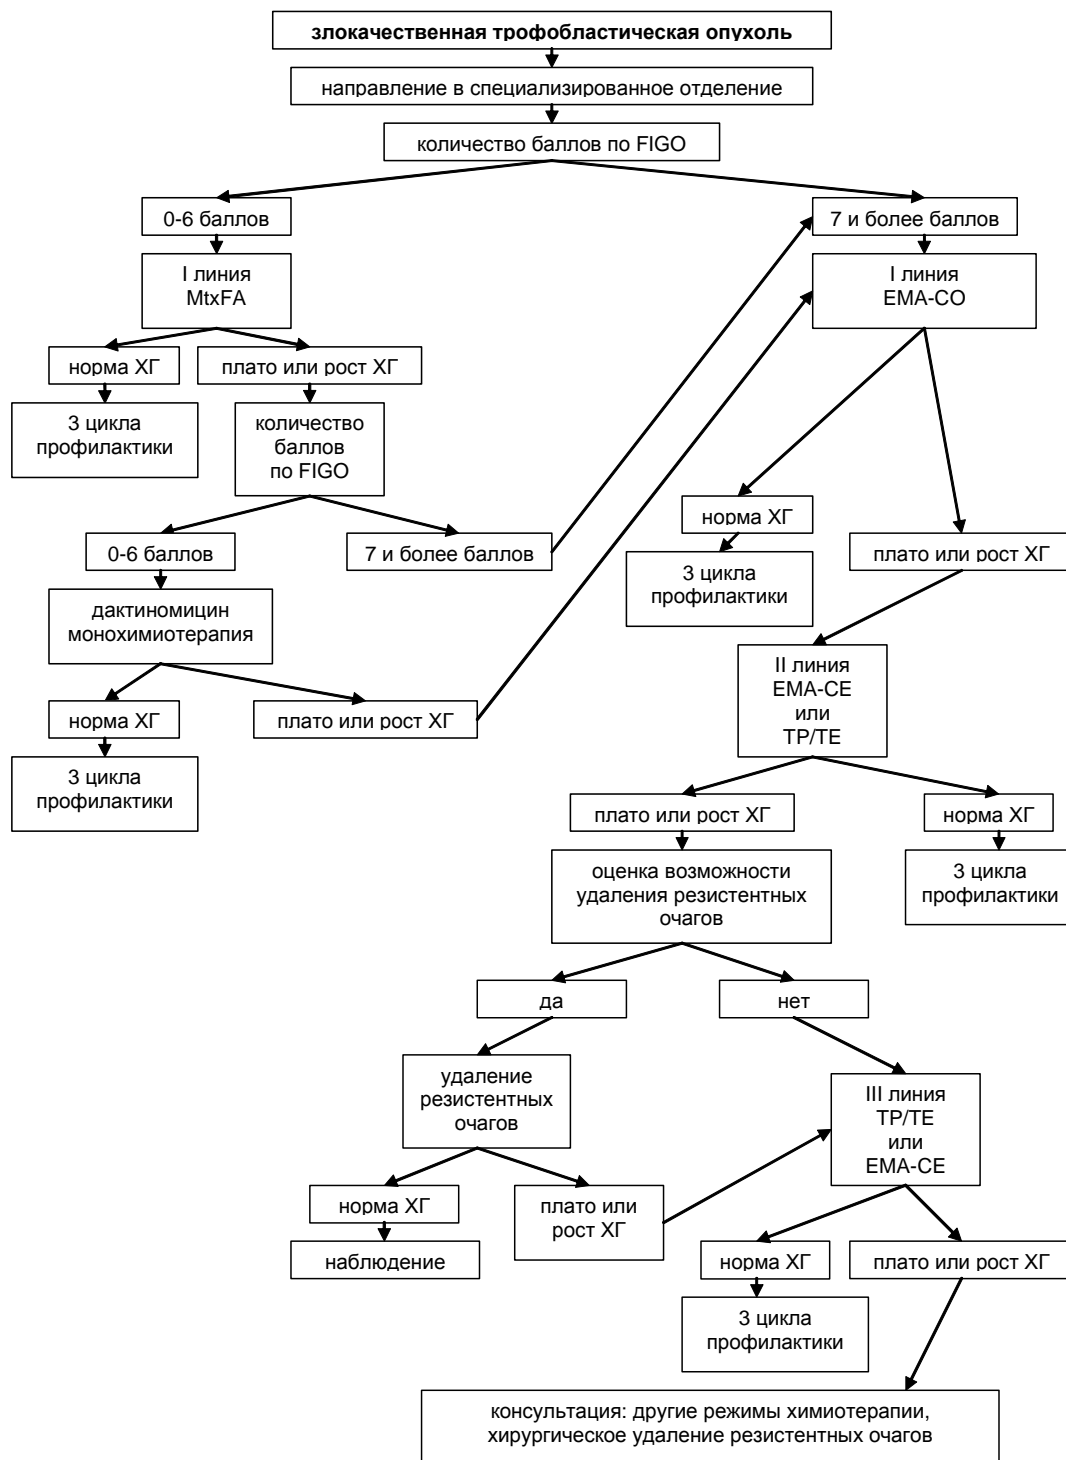 злокачественная трофобластическая опухоль
направление в специализированное отделение
количество баллов по FIGO
0-6 баллов
7 и более баллов
I линия
MtxFA
I линия
EMA-CO
норма ХГ
плато или рост ХГ
3 цикла
профилактики
количество
баллов
по FIGO
норма ХГ
0-6 баллов
7 и более баллов
плато или рост ХГ
3 цикла
профилактики
дактиномицин
монохимиотерапия
II линия
EMA-CE
или
TP/TE
норма ХГ
плато или рост ХГ
3 цикла
профилактики
плато или рост ХГ
норма ХГ
оценка возможности
удаления резистентных
очагов
3 цикла
профилактики
да
нет
удаление
резистентных
очагов
III линия
TP/TE
или
EMA-CE
норма ХГ
плато или
рост ХГ
наблюдение
норма ХГ
плато или рост ХГ
3 цикла
профилактики
консультация: другие режимы химиотерапии,
хирургическое удаление резистентных очагов